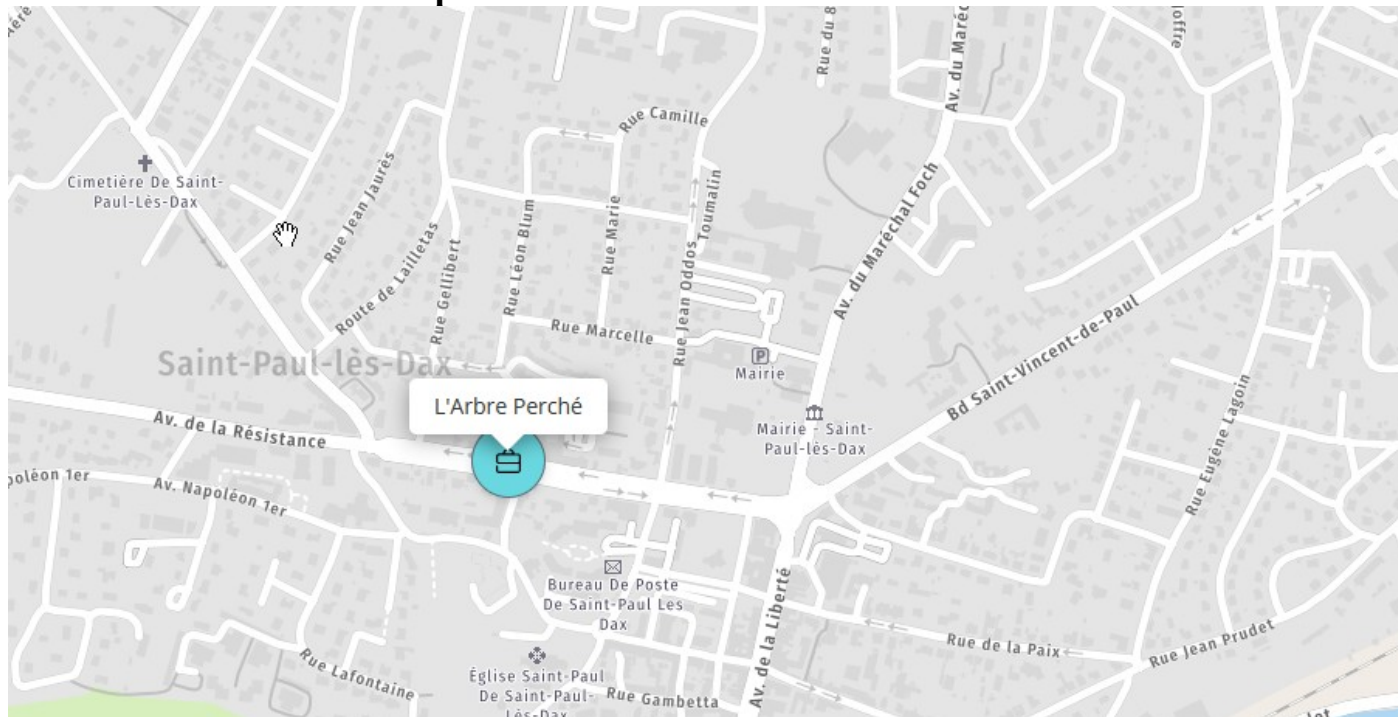 Rue du 8
Av. du Maréc
Joffre
Rue Camille
Cimetière De Saint-
Paul-Lès-Dax
Rue Jean Jaurès
Toumalin
Av. du Maréchal Foch
Route de Lailletas
Rue Gellibert
Rue Léon Blum
Rue Marie
Rue Jean Oddos
Rue Marcelle
Saint-Paul-lès-Dax
P
Mairie
Bd Saint-Vincent-de-Paul
Rue Eugène Lagoin
L'Arbre Perché
Mairie - Saint-
Paul-lès-Dax
Av. de la Résistance
poléon 1er
Av. Napoléon 1er
Bureau De Poste
De Saint-Paul Les
Dax
Av. de la Liberté
Rue de la Paix
Rue Jean Prudet
Rue Lafontaine
Église Saint-Paul
De Saint-Paul-
Lès-Dax
Rue Gambetta